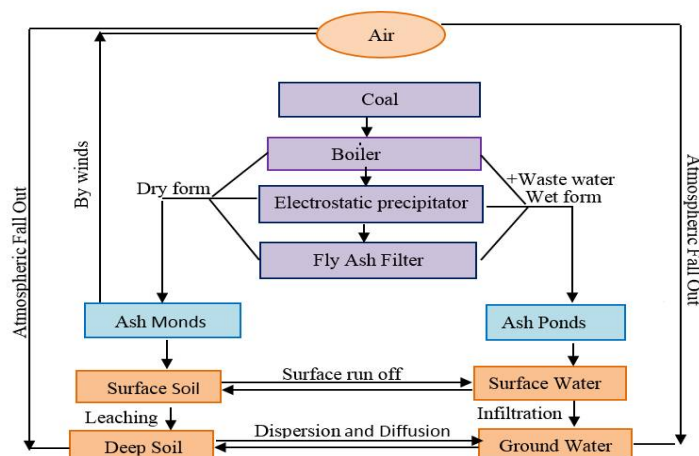 Air
Coal
Boiler
Dry form
+Waste water
Wet form
Electrostatic precipitator
Fly Ash Filter
By winds
Atmospheric Fall Out
Atmospheric Fall Out
Ash Monds
Ash Ponds
Surface Soil
Surface run off
Surface Water
Leaching
Infiltration
Deep Soil
Dispersion and Diffusion
Ground Water